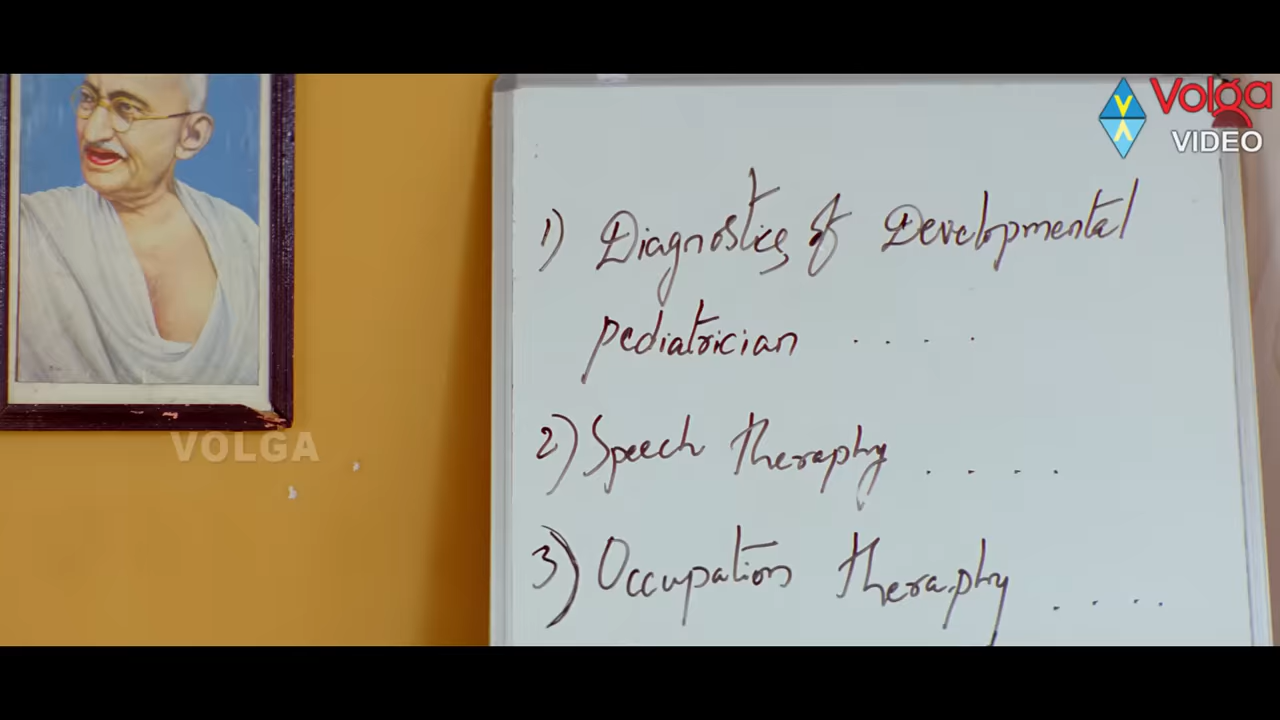 Volga
VIDEO
1) Diagnostics of Developmental
pediatrician . . . .
2) Speech theraphy . . . .
3) Occupation theraphy . . . .
VOLGA